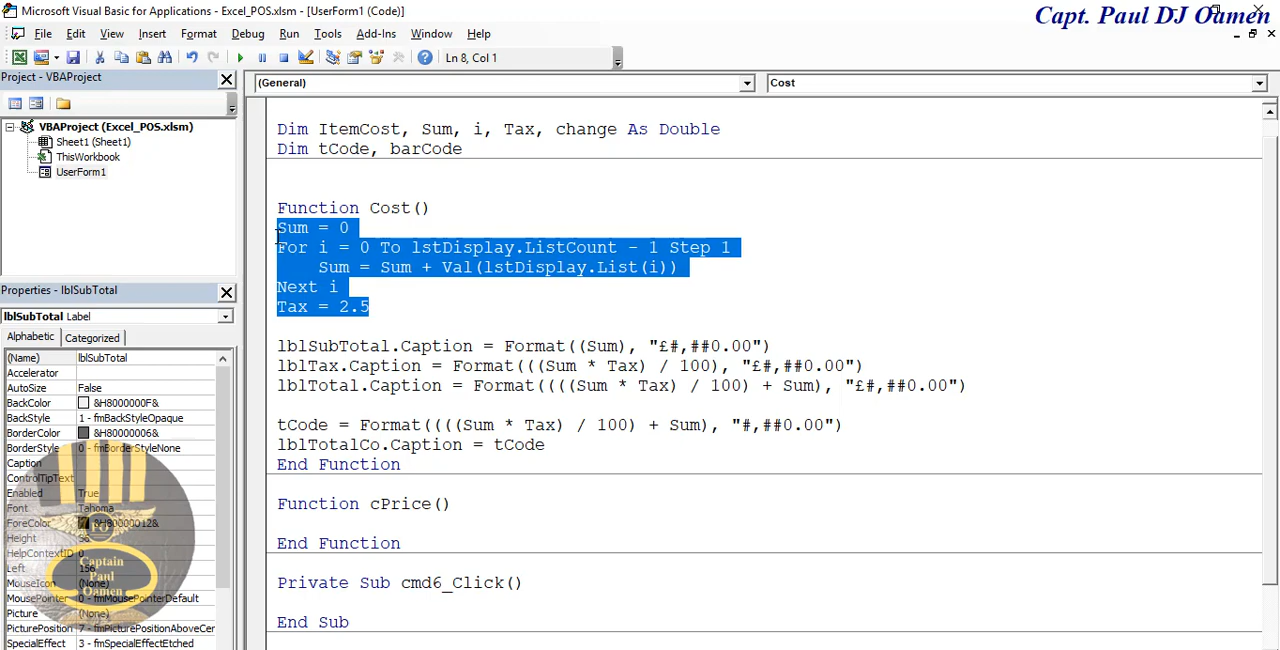 Microsoft Visual Basic for Applications - Excel_POS.xlsm - [UserForm1 (Code)]
Capt. Paul DJ Oamen
File Edit View Insert Format Debug Run Tools Add-Ins Window Help
Ln 8, Col 1
Project - VBAProject
(General)
Cost
VBAProject (Excel_POS.xlsm)
Sheet1 (Sheet1)
ThisWorkbook
UserForm1
Dim ItemCost, Sum, i, Tax, change As Double
Dim tCode, barCode
Function Cost()
Sum = 0
For i = 0 To lstDisplay.ListCount - 1 Step 1
Sum = Sum + Val(lstDisplay.List(i))
Next i
Tax = 2.5
lblSubTotal.Caption = Format((Sum), "£#,##0.00")
lblTax.Caption = Format(((Sum * Tax) / 100), "£#,##0.00")
lblTotal.Caption = Format((((Sum * Tax) / 100) + Sum), "£#,##0.00")
tCode = Format((((Sum * Tax) / 100) + Sum), "#,##0.00")
lblTotalCo.Caption = tCode
End Function
Function cPrice()
End Function
Private Sub cmd6_Click()
End Sub
Properties - lblSubTotal
lblSubTotal Label
Alphabetic Categorized
(Name) lblSubTotal
Accelerator
AutoSize False
BackColor &H8000000F&
BackStyle 1 - fmBackStyleOpaque
BorderColor &H80000006&
BorderStyle 0 - fmBorderStyleNone
Caption
ControlTipText
Enabled True
Font Tahoma
ForeColor &H80000012&
Height
HelpContextID 0
Left 156
MouseIcon (None)
MousePointer 0 - fmMousePointerDefault
Picture (None)
PicturePosition 7 - fmPicturePositionAboveCer
SpecialEffect 3 - fmSpecialEffectEtched
Captain
Paul
Oamen